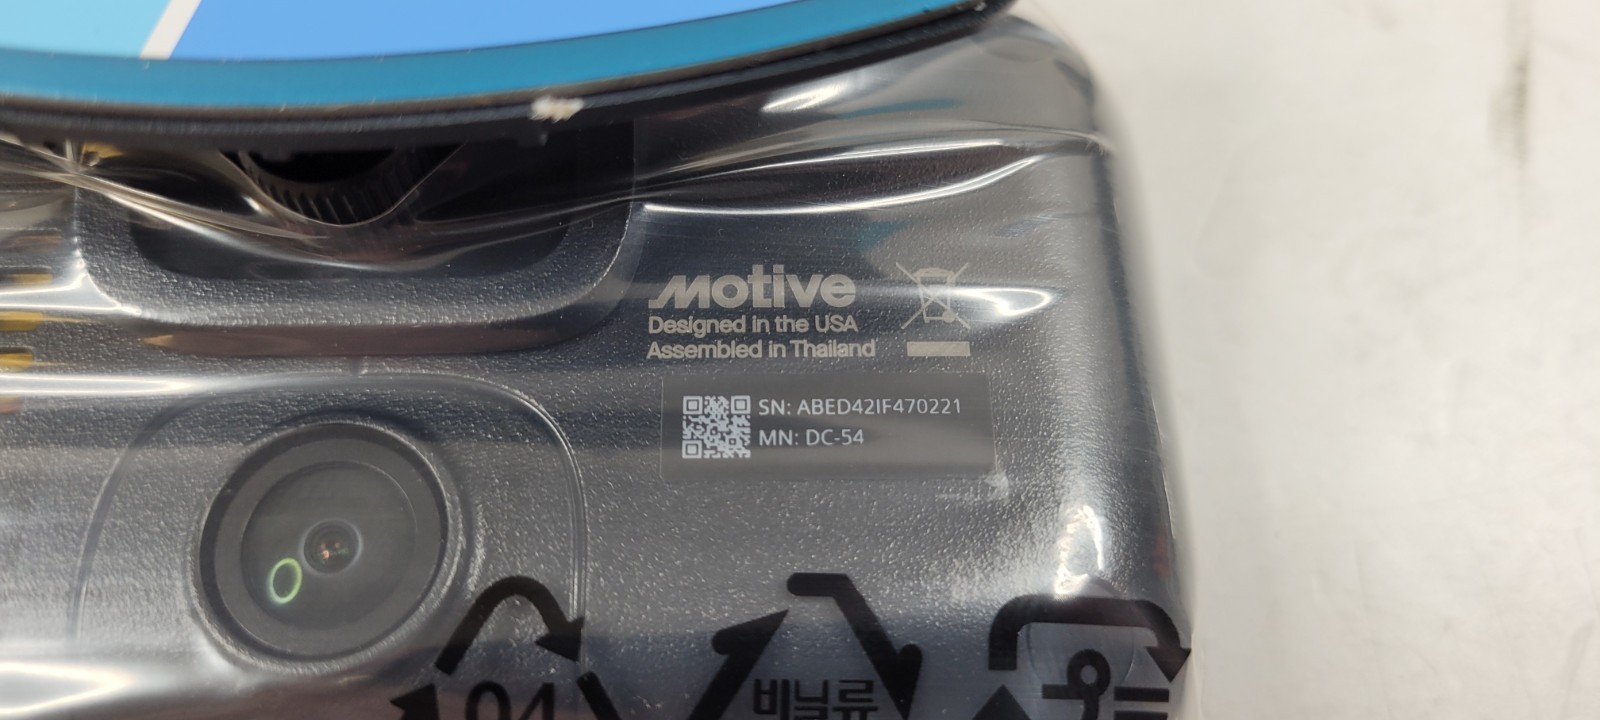 motive
Designed in the USA
Assembled in Thailand
SN: ABED42IF470221
MN: DC-54
04
비닐류